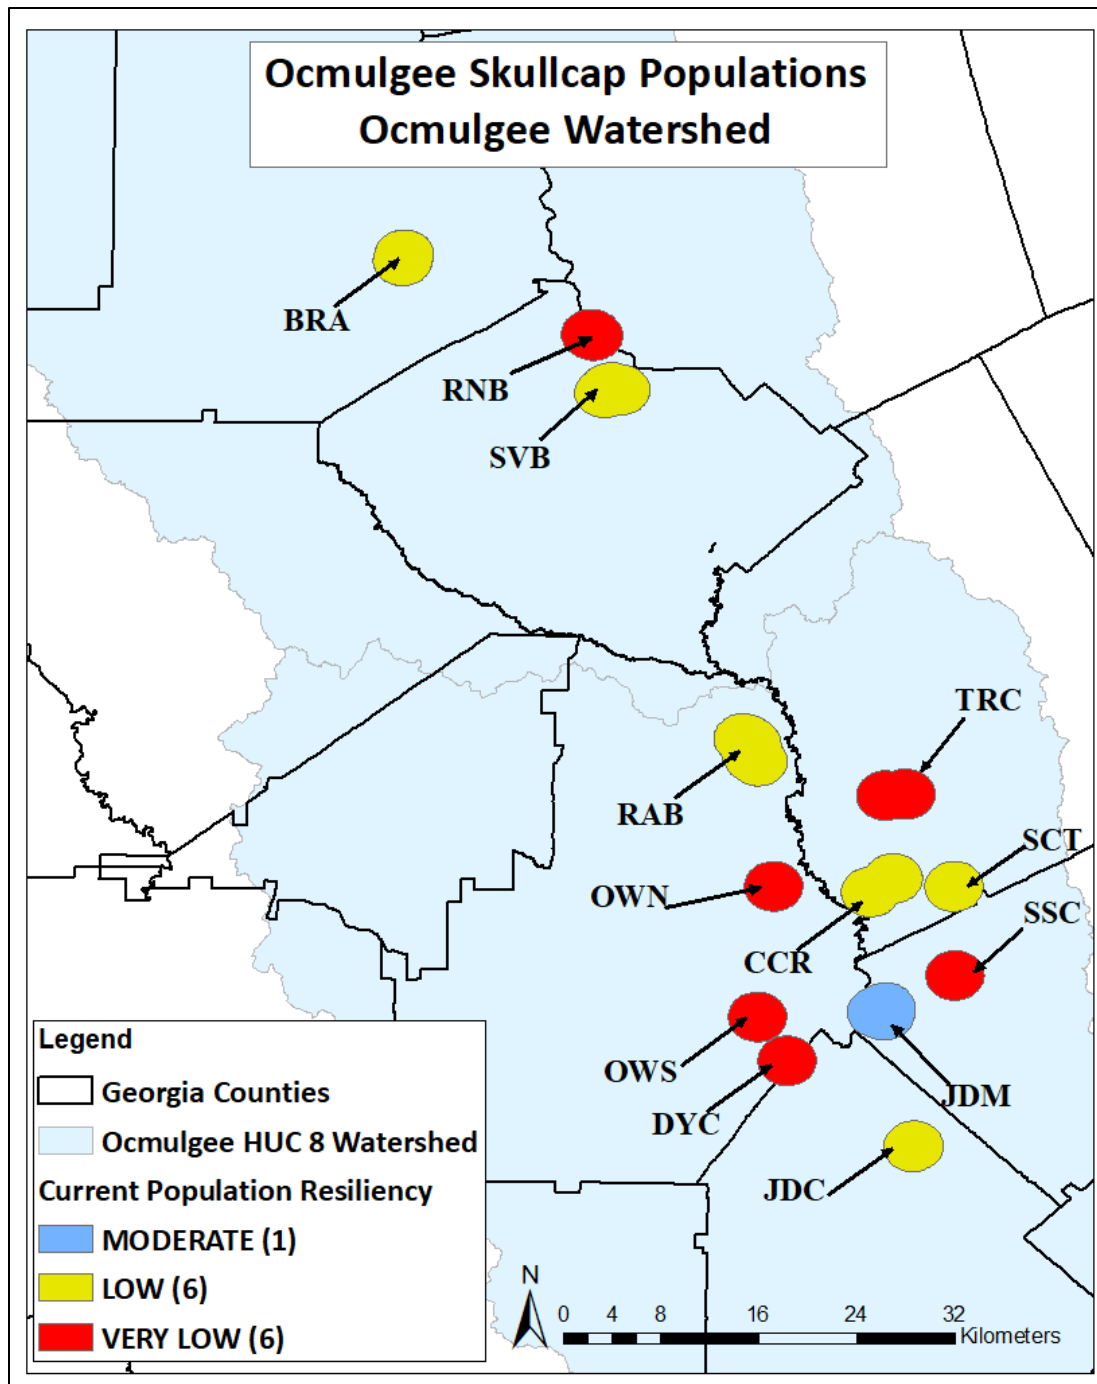 Ocmulgee Skullcap Populations
Ocmulgee Watershed
BRA
RNB
SVB
TRC
RAB
SCT
OWN
SSC
CCR
OWS
JDM
DYC
JDC
Legend
Georgia Counties
Ocmulgee HUC 8 Watershed
Current Population Resiliency
MODERATE (1)
LOW (6)
VERY LOW (6)
N
0 4 8 16 24 32
Kilometers